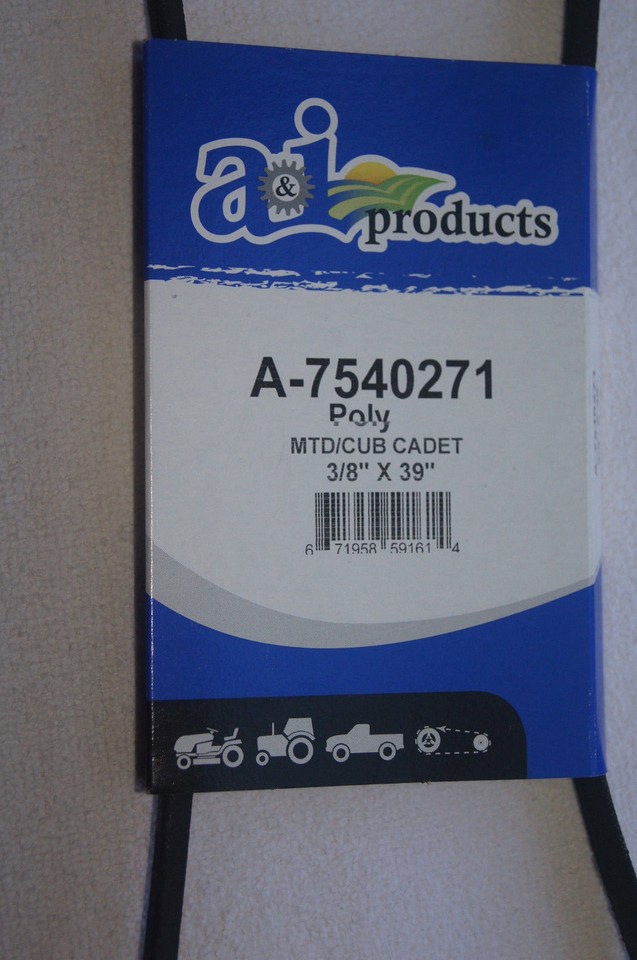 a & i products
A-7540271
Poly
MTD/CUB CADET
3/8" X 39"
6 71958 59161 4